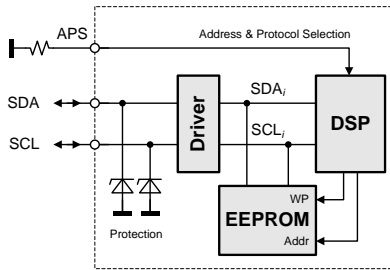 APS
Address & Protocol Selection
SDA
SCL
Driver
SDAi
SCLi
DSP
EEPROM
WP
Addr
Protection